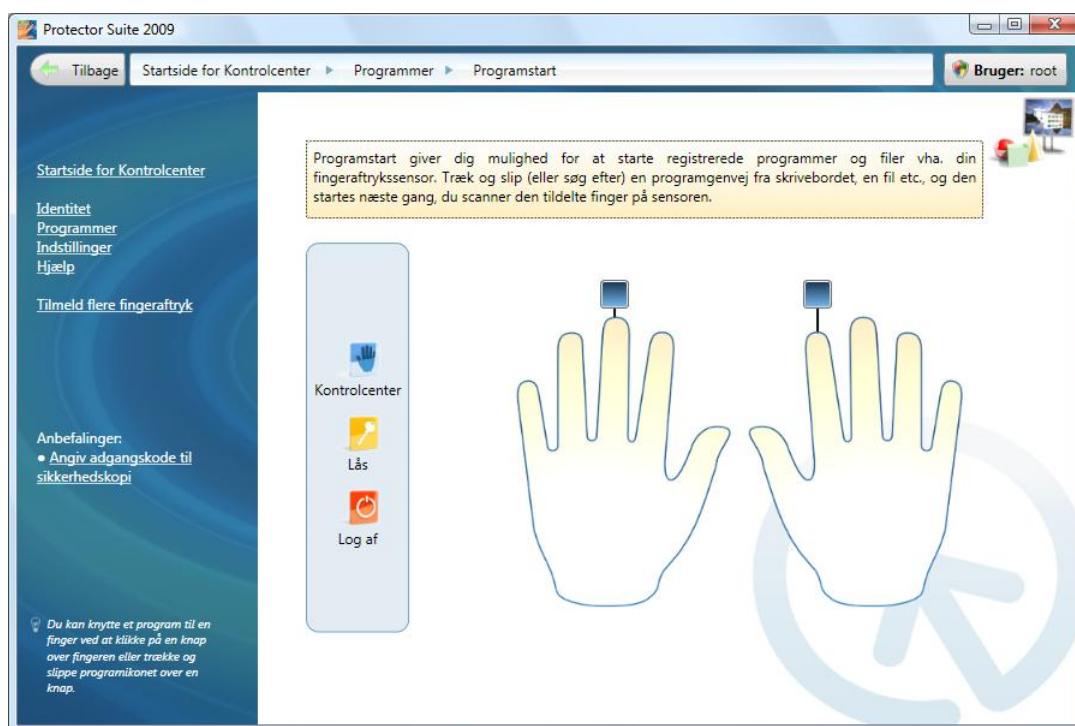 Protector Suite 2009
Tilbage
Startside for Kontrolcenter
Programmer
Programstart
Bruger: root
Startside for Kontrolcenter
Identitet
Programmer
Indstillinger
Hjælp
Tilmeld flere fingeraftryk
Anbefalinger:
● Angiv adgangskode til
sikkerhedskopi
Du kan knytte et program til en
finger ved at klikke på en knap
over fingeren eller trække og
slippe programikonet over en
knap.
Programstart giver dig mulighed for at starte registrerede programmer og filer vha. din
fingeraftrykssensor. Træk og slip (eller søg efter) en programgenvej fra skrivebordet, en fil etc., og den
startes næste gang, du scanner den tildelte finger på sensoren.
Kontrolcenter
Lås
Log af